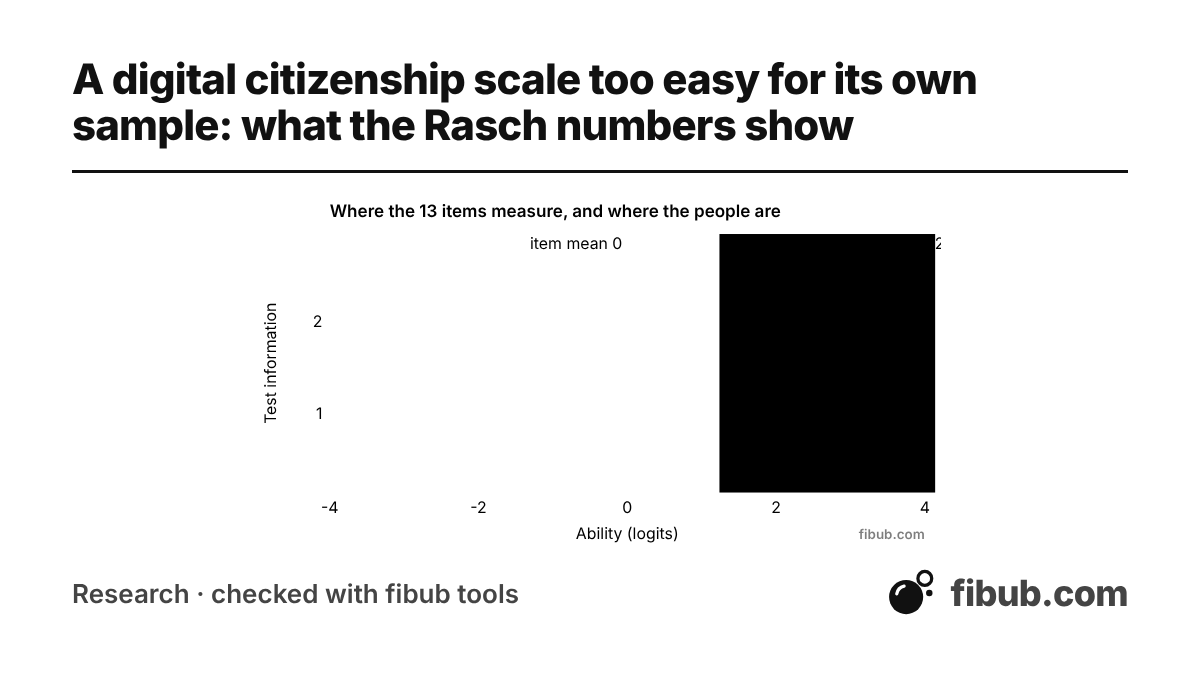 A digital citizenship scale too easy for its own
sample: what the Rasch numbers show
Where the 13 items measure, and where the people are
item mean 0
2
Test information
1
-4 -2 0 2 4
Ability (logits)
fibub.com
Research · checked with fibub tools
fibub.com